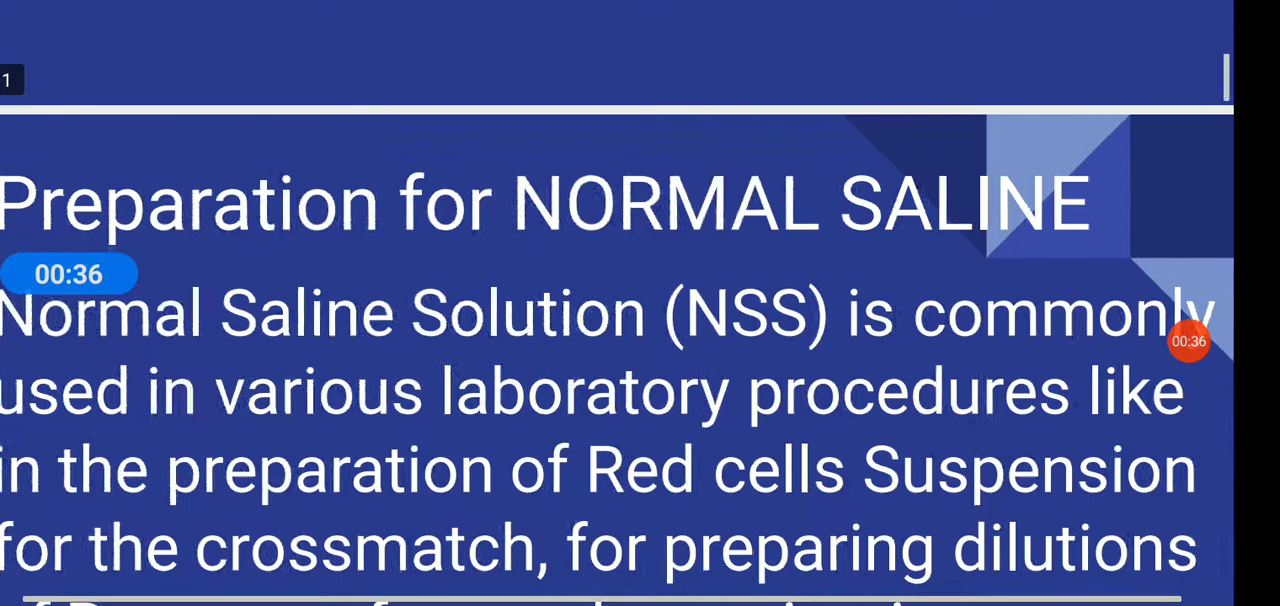 1
Preparation for NORMAL SALINE
00:36
Normal Saline Solution (NSS) is commonly
00:36
used in various laboratory procedures like
in the preparation of Red cells Suspension
for the crossmatch, for preparing dilutions